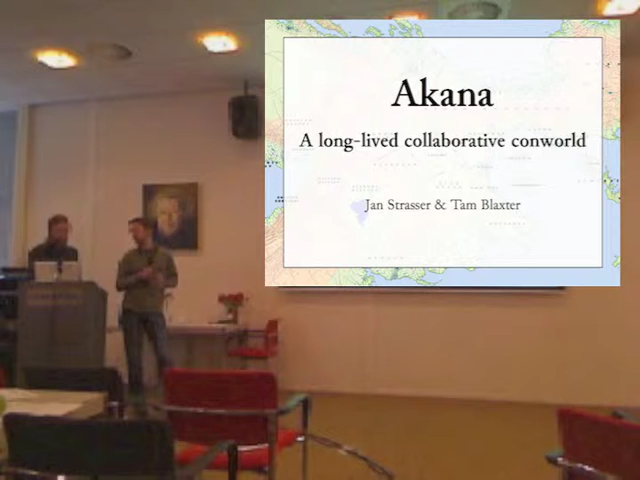 Akana
A long-lived collaborative conworld
Jan Strasser & Tam Blaxter